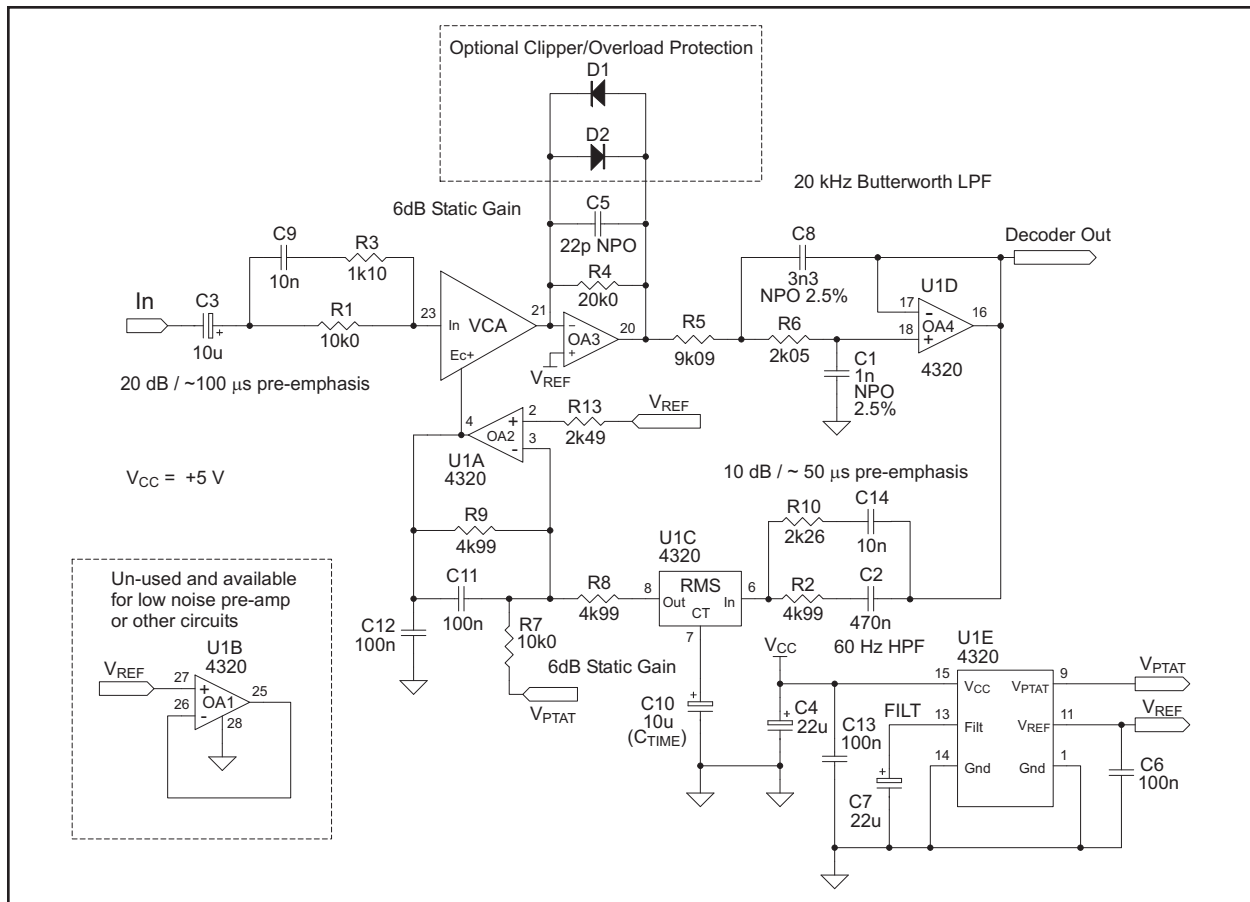 Optional Clipper/Overload Protection
D1
D2
20 kHz Butterworth LPF
6dB Static Gain
C5
22p NPO
C9
10n
R3
1k10
C8
3n3
NPO 2.5%
Decoder Out
In
C3
+
10u
R1
10k0
23
In
VCA
Ec+
21
R4
20k0
-
OA3
+
20
VREF
R5
9k09
R6
2k05
U1D
17
-
18
+
OA4
16
4320
C1
1n
NPO
2.5%
20 dB / ~100 µs pre-emphasis
4
OA2
+
-
2
3
R13
2k49
VREF
U1A
4320
VCC = +5 V
10 dB / ~ 50 µs pre-emphasis
R9
4k99
R10
2k26
C14
10n
U1C
4320
RMS
Out
In
CT
8
6
7
R8
4k99
R2
4k99
C2
470n
60 Hz HPF
C11
100n
C12
100n
R7
10k0
6dB Static Gain
VPTAT
Un-used and available
for low noise pre-amp
or other circuits
U1B
4320
VREF
27
+
26
-
OA1
25
28
C10
10u
(CTIME)
+
VCC
+
C4
22u
C13
100n
FILT
+
C7
22u
U1E
4320
15
VCC
VPTAT
9
VPTAT
13
Filt
VREF
11
VREF
14
Gnd
Gnd
1
C6
100n